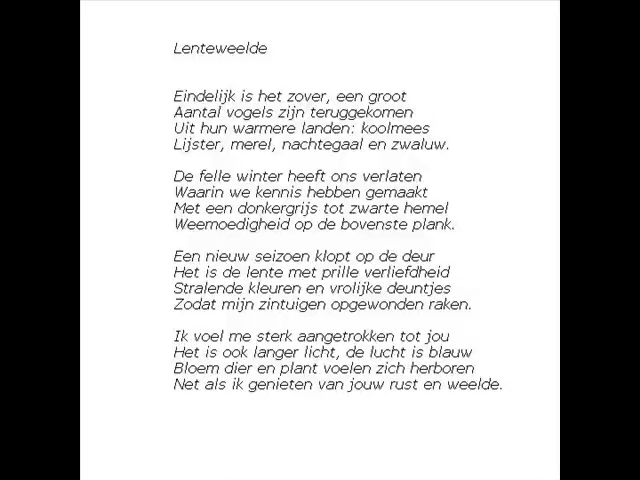 Lenteweelde
Eindelijk is het zover, een groot
Aantal vogels zijn teruggekomen
Uit hun warmere landen: koolmees
Lijster, merel, nachtegaal en zwaluw.
De felle winter heeft ons verlaten
Waarin we kennis hebben gemaakt
Met een donkergrijs tot zwarte hemel
Weemoedigheid op de bovenste plank.
Een nieuw seizoen klopt op de deur
Het is de lente met prille verliefdheid
Stralende kleuren en vrolijke deuntjes
Zodat mijn zintuigen opgewonden raken.
Ik voel me sterk aangetrokken tot jou
Het is ook langer licht, de lucht is blauw
Bloem dier en plant voelen zich herboren
Net als ik genieten van jouw rust en weelde.